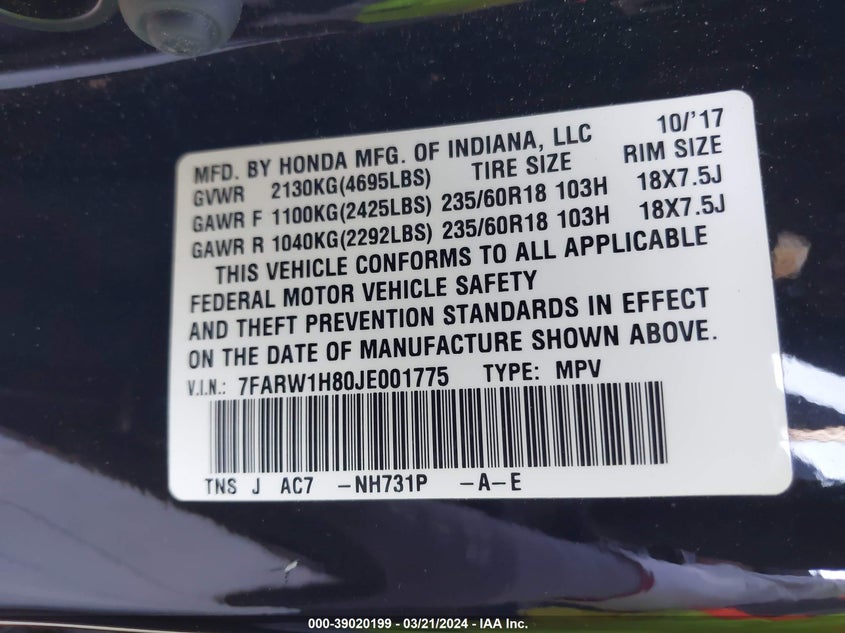 MFD. BY HONDA MFG. OF INDIANA, LLC 10/'17
GVWR 2130KG(4695LBS) TIRE SIZE RIM SIZE
GAWR F 1100KG(2425LBS) 235/60R18 103H 18X7.5J
GAWR R 1040KG(2292LBS) 235/60R18 103H 18X7.5J
THIS VEHICLE CONFORMS TO ALL APPLICABLE
FEDERAL MOTOR VEHICLE SAFETY
AND THEFT PREVENTION STANDARDS IN EFFECT
ON THE DATE OF MANUFACTURE SHOWN ABOVE.
V.I.N.: 7FARW1H80JE001775 TYPE: MPV
TNS J AC7 -NH731P -A-E
000-39020199 - 03/21/2024 - IAA Inc.